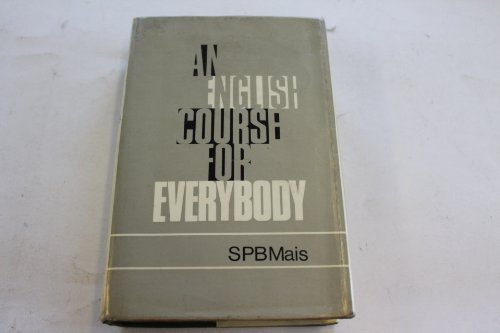 AN
ENGLISH
COURSE
FOR
EVERYBODY
SPBMais